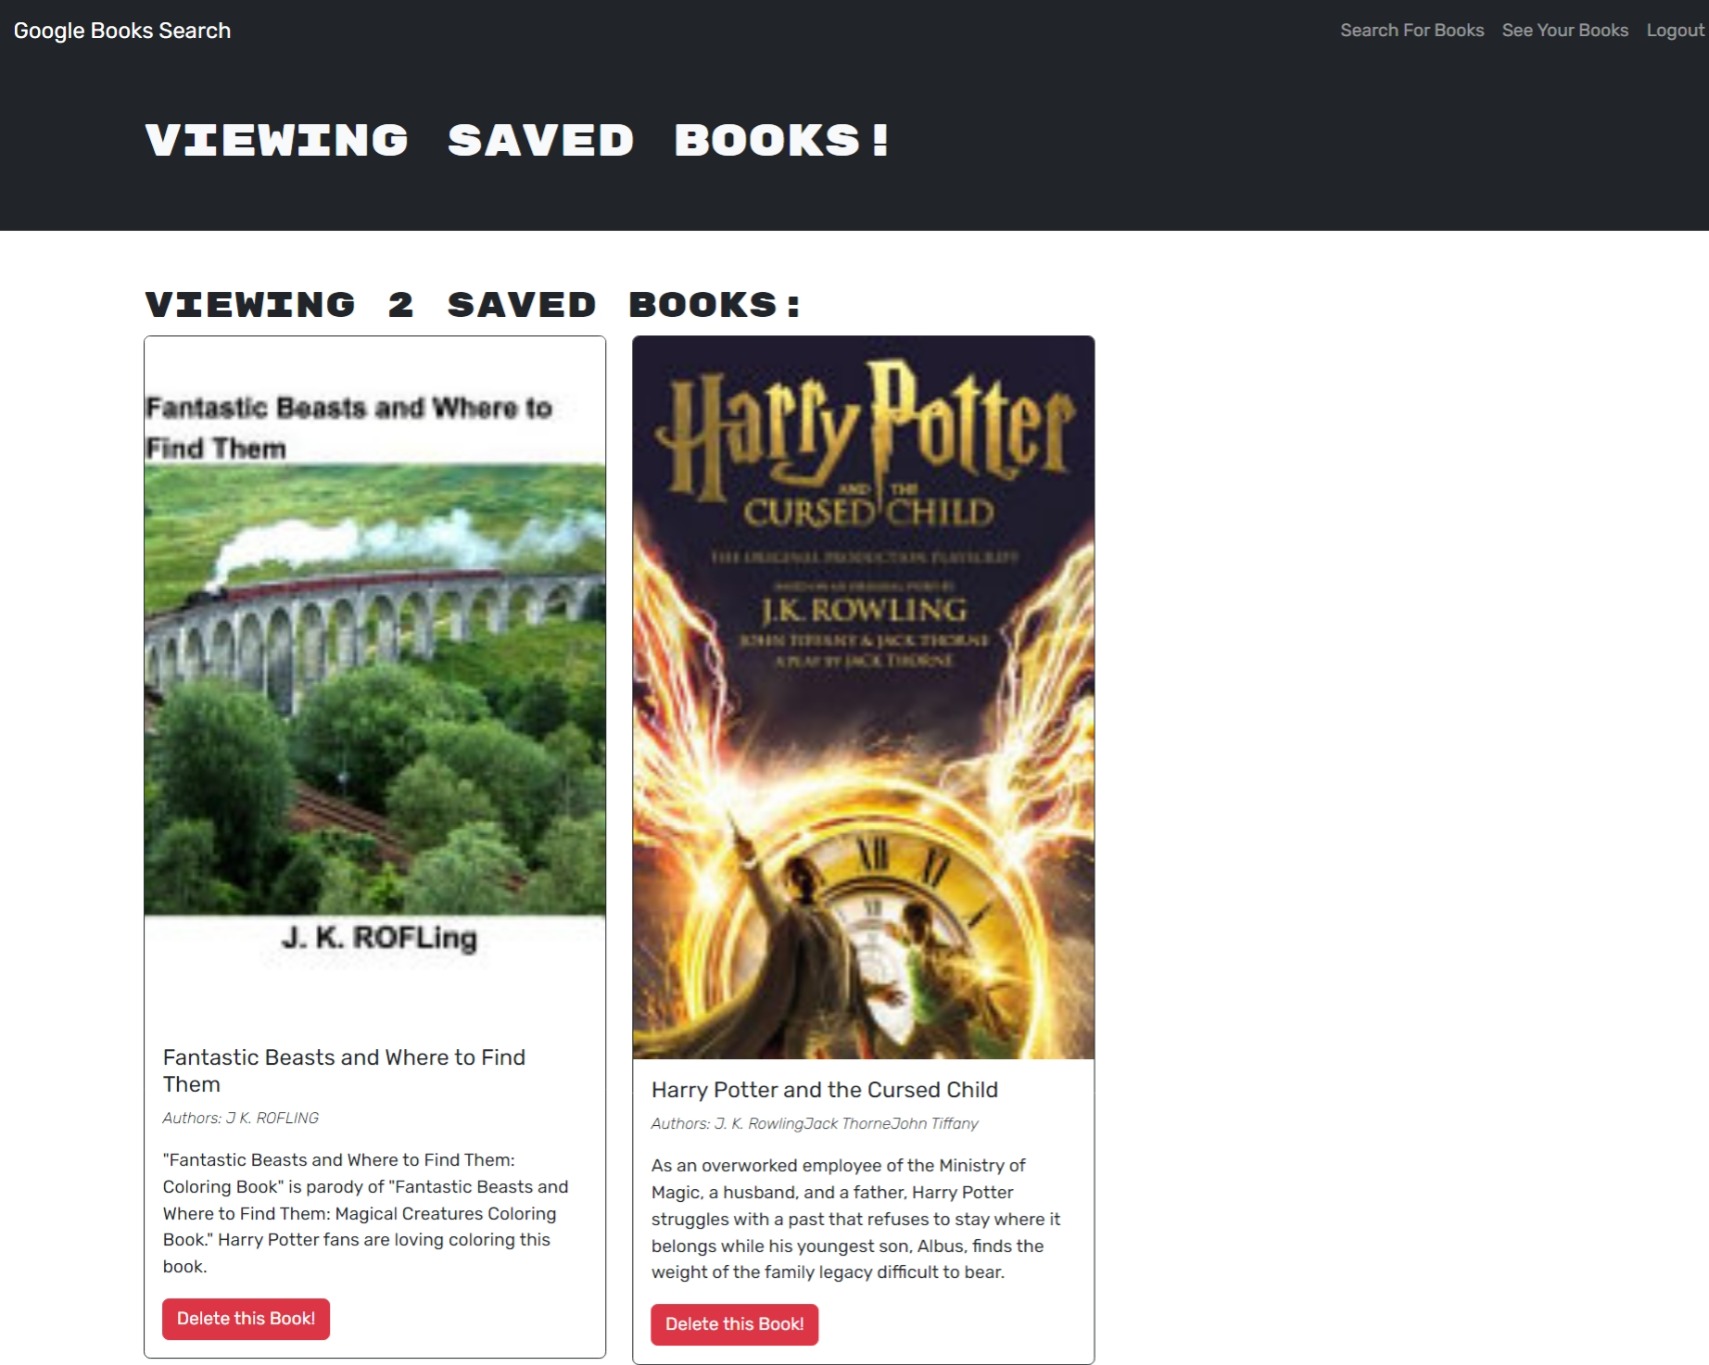 Google Books Search
Search For Books See Your Books Logout
VIEWING SAVED BOOKS!
VIEWING 2 SAVED BOOKS:
Fantastic Beasts and Where to
Find Them
J. K. ROFLing
Fantastic Beasts and Where to Find
Them
Authors: J K. ROFLING
"Fantastic Beasts and Where to Find Them:
Coloring Book" is parody of "Fantastic Beasts and
Where to Find Them: Magical Creatures Coloring
Book." Harry Potter fans are loving coloring this
book.
Delete this Book!
Harry Potter
AND THE
CURSED CHILD
THE ORIGINAL PRODUCTION PLAYSCRIPT
J.K. ROWLING
JOHN TIFFANY & JACK THORNE
A PLAY BY JACK THORNE
XII XI
XII
Harry Potter and the Cursed Child
Authors: J. K. RowlingJack ThorneJohn Tiffany
As an overworked employee of the Ministry of
Magic, a husband, and a father, Harry Potter
struggles with a past that refuses to stay where it
belongs while his youngest son, Albus, finds the
weight of the family legacy difficult to bear.
Delete this Book!